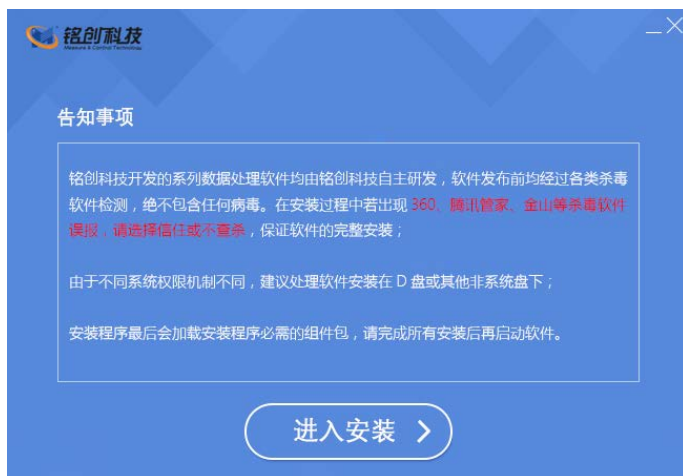 铭创科技
Measure & Control Technology
告知事项
铭创科技开发的系列数据处理软件均由铭创科技自主研发，软件发布前均经过各类杀毒
软件检测，绝不包含任何病毒。在安装过程中若出现 360、腾讯管家、金山等杀毒软件
误报，请选择信任或不查杀，保证软件的完整安装；
由于不同系统权限机制不同，建议处理软件安装在 D 盘或其他非系统盘下；
安装程序最后会加载安装程序必需的组件包，请完成所有安装后再启动软件。
进入安装